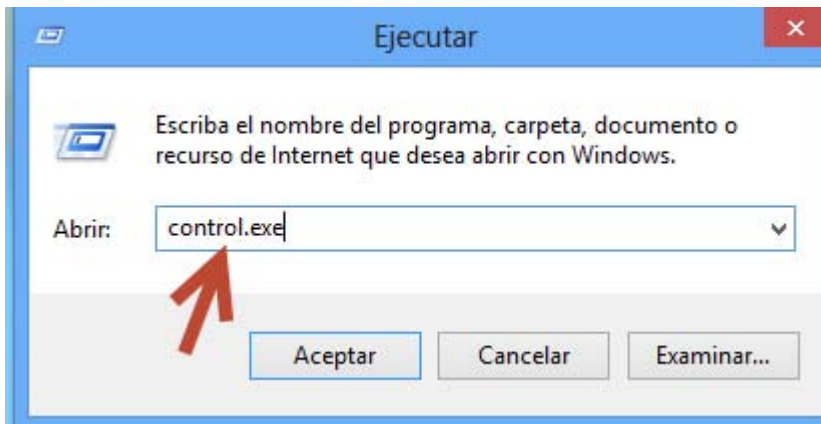 Ejecutar
Escriba el nombre del programa, carpeta, documento o
recurso de Internet que desea abrir con Windows.
Abrir: control.exe
Aceptar Cancelar Examinar...